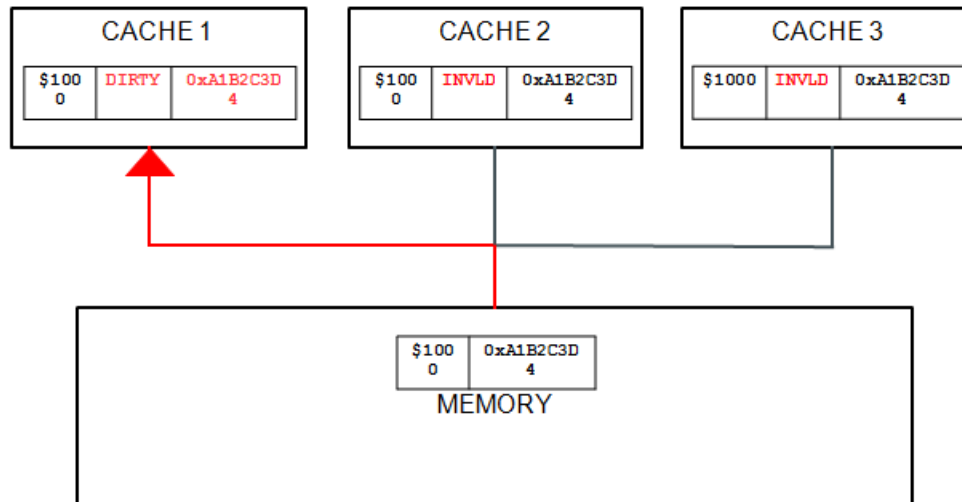 CACHE 1
$100
0
DIRTY
0xA1B2C3D
4
CACHE 2
$100
0
INVLD
0xA1B2C3D
4
CACHE 3
$1000
INVLD
0xA1B2C3D
4
$100
0
0xA1B2C3D
4
MEMORY